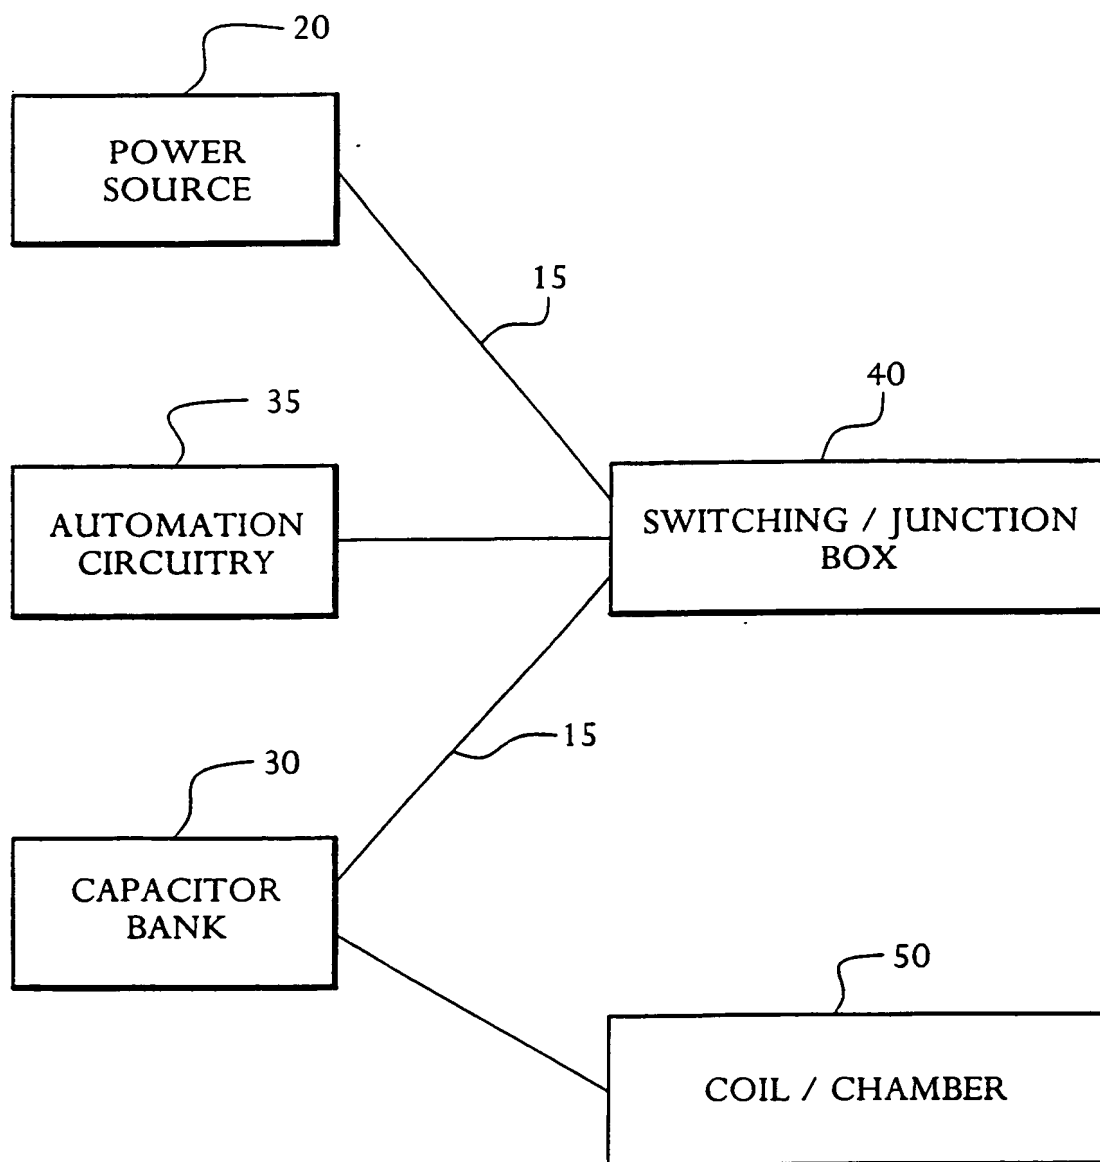 20
POWER
SOURCE
15
40
35
AUTOMATION
CIRCUITRY
SWITCHING / JUNCTION
BOX
15
30
CAPACITOR
BANK
50
COIL / CHAMBER